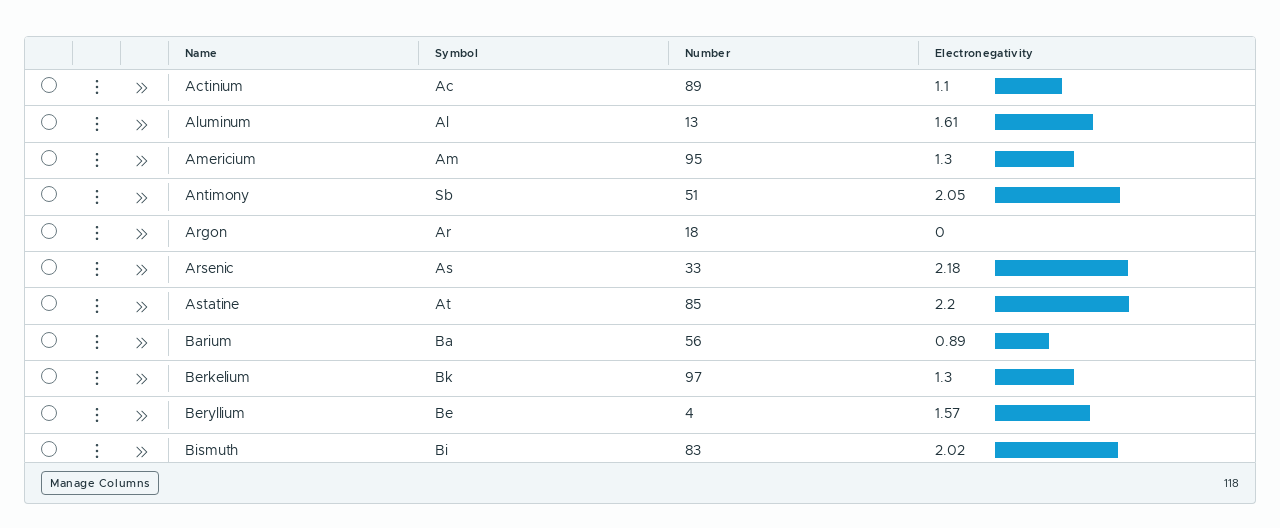 Name Symbol Number Electronegativity
Actinium Ac 89 1.1
Aluminum Al 13 1.61
Americium Am 95 1.3
Antimony Sb 51 2.05
Argon Ar 18 0
Arsenic As 33 2.18
Astatine At 85 2.2
Barium Ba 56 0.89
Berkelium Bk 97 1.3
Beryllium Be 4 1.57
Bismuth Bi 83 2.02
Manage Columns 118